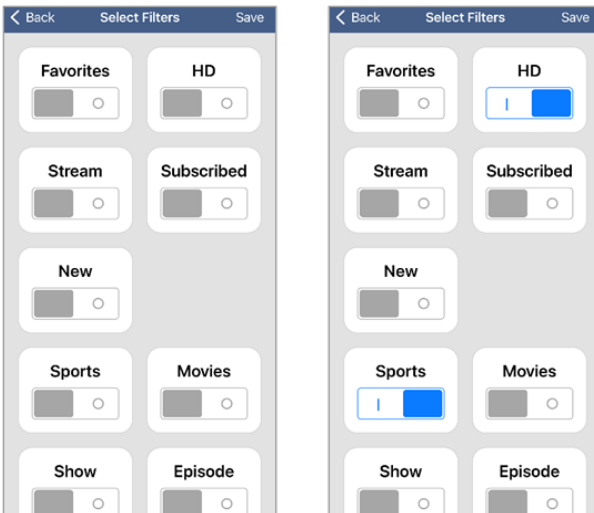 Back Select Filters Save
Favorites HD
Stream Subscribed
New
Sports Movies
Show Episode
Back Select Filters Save
Favorites HD
Stream Subscribed
New
Sports Movies
Show Episode